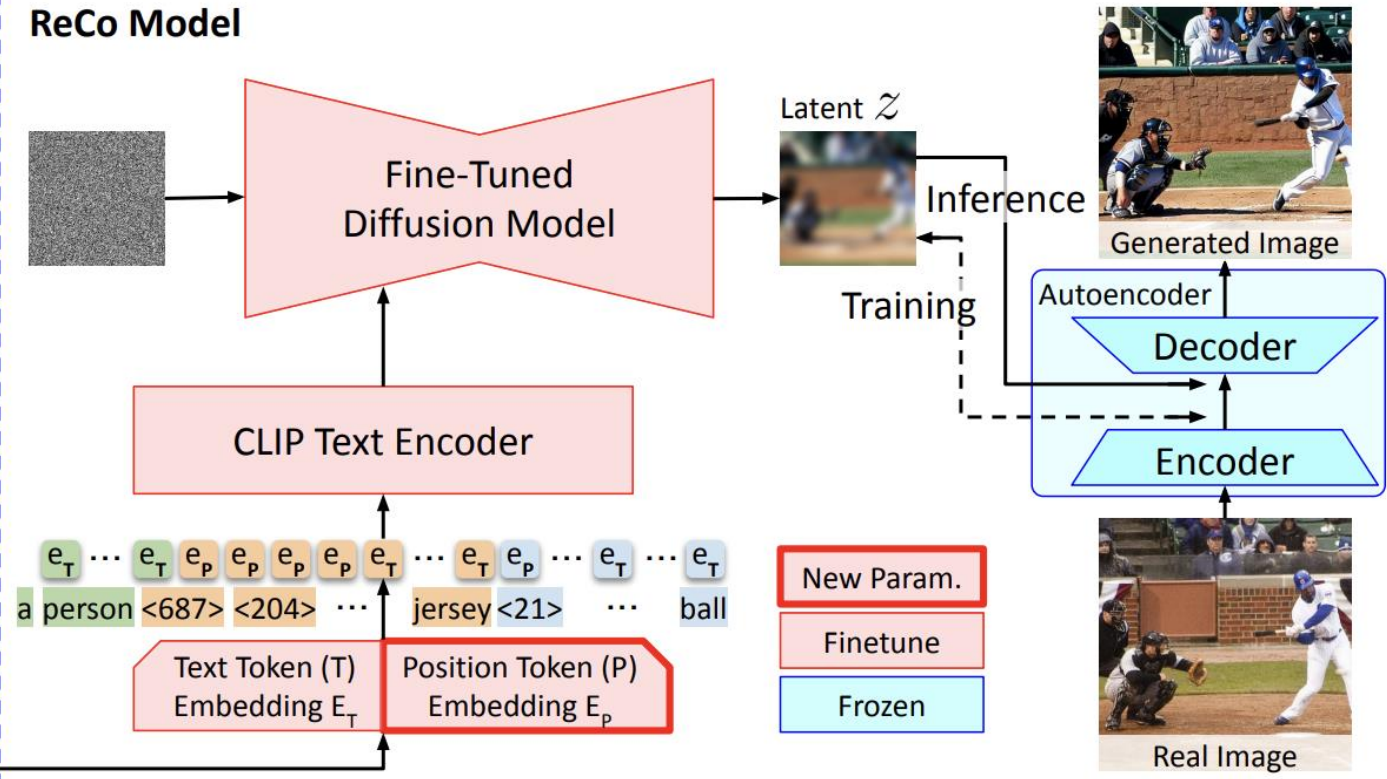 ReCo Model
Fine-Tuned
Diffusion Model
Latent z
Inference
Training
Generated Image
Autoencoder
Decoder
Encoder
Real Image
CLIP Text Encoder
e_T ... e_T e_P e_P e_P e_P e_T ... e_T e_P ... e_T ... e_T
a person <687> <204> ... jersey <21> ... ball
Text Token (T)
Embedding E_T
Position Token (P)
Embedding E_P
New Param.
Finetune
Frozen